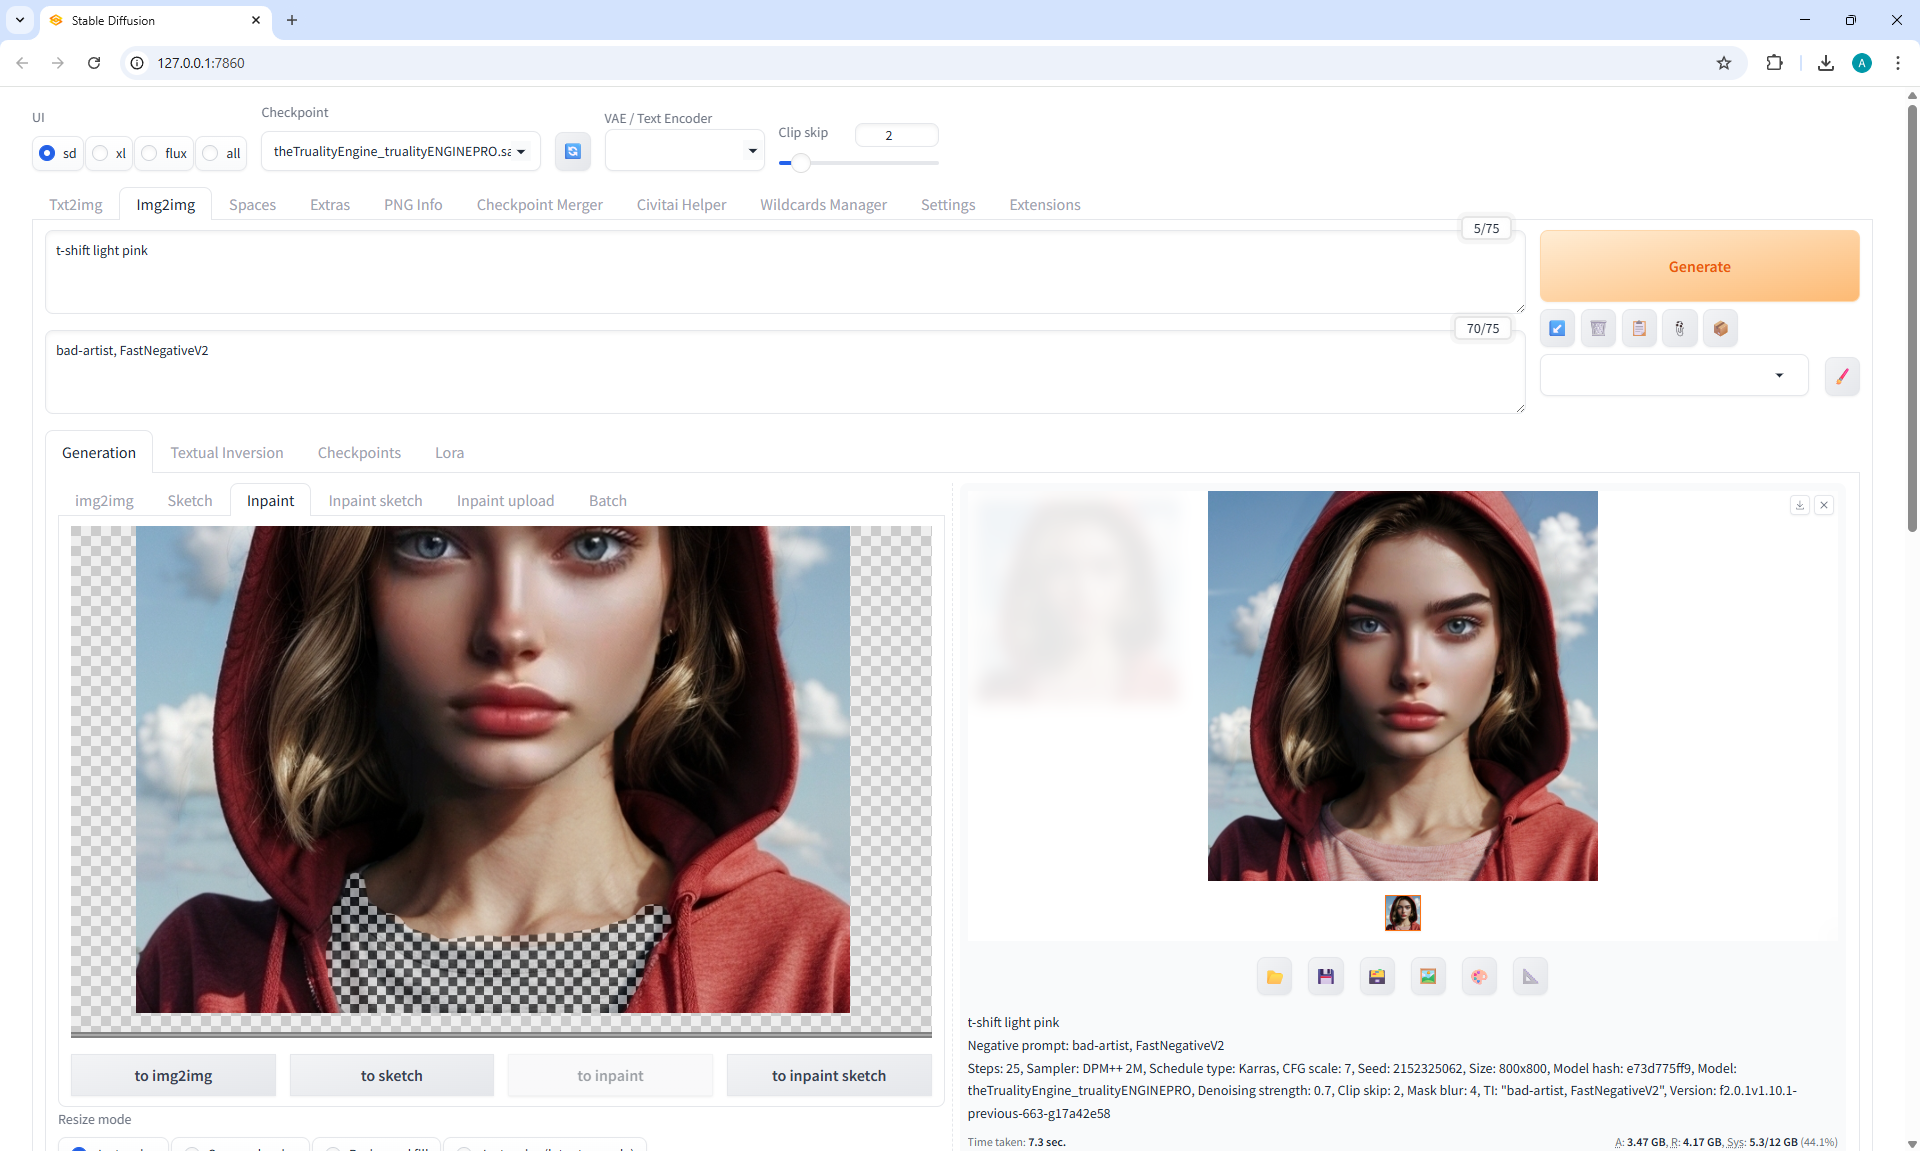 Stable Diffusion
127.0.0.1:7860
A
UI
sd
xl
flux
all
Checkpoint
theTrualityEngine_trualityENGINEPRO.sa
VAE / Text Encoder
Clip skip
2
Txt2img
Img2img
Spaces
Extras
PNG Info
Checkpoint Merger
Civitai Helper
Wildcards Manager
Settings
Extensions
5/75
t-shift light pink
Generate
70/75
bad-artist, FastNegativeV2
Generation
Textual Inversion
Checkpoints
Lora
img2img
Sketch
Inpaint
Inpaint sketch
Inpaint upload
Batch
to img2img
to sketch
to inpaint
to inpaint sketch
Resize mode
t-shift light pink
Negative prompt: bad-artist, FastNegativeV2
Steps: 25, Sampler: DPM++ 2M, Schedule type: Karras, CFG scale: 7, Seed: 2152325062, Size: 800x800, Model hash: e73d775ff9, Model:
theTrualityEngine_trualityENGINEPRO, Denoising strength: 0.7, Clip skip: 2, Mask blur: 4, TI: "bad-artist, FastNegativeV2", Version: f2.0.1v1.10.1-
previous-663-g17a42e58
Time taken: 7.3 sec.
A: 3.47 GB, R: 4.17 GB, Sys: 5.3/12 GB (44.1%)